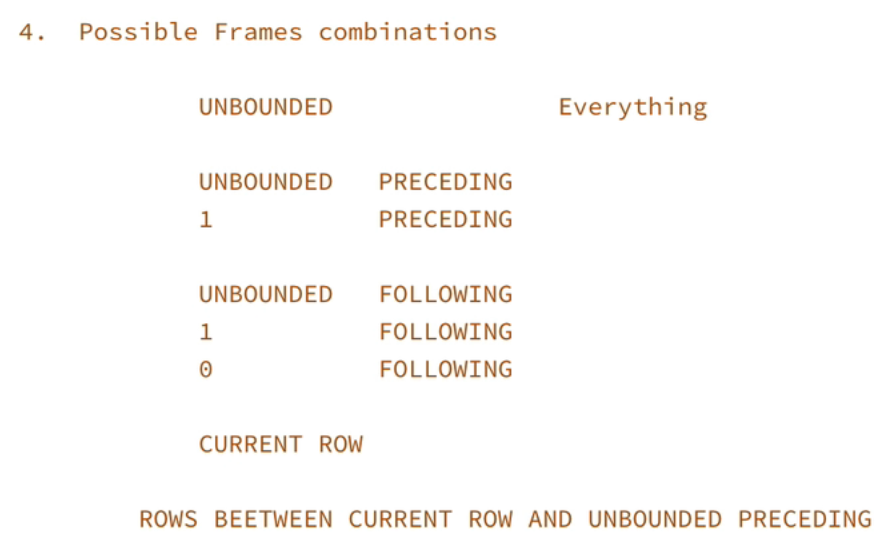 4. Possible Frames combinations
UNBOUNDED Everything
UNBOUNDED PRECEDING
1 PRECEDING
UNBOUNDED FOLLOWING
1 FOLLOWING
0 FOLLOWING
CURRENT ROW
ROWS BEETWEEN CURRENT ROW AND UNBOUNDED PRECEDING